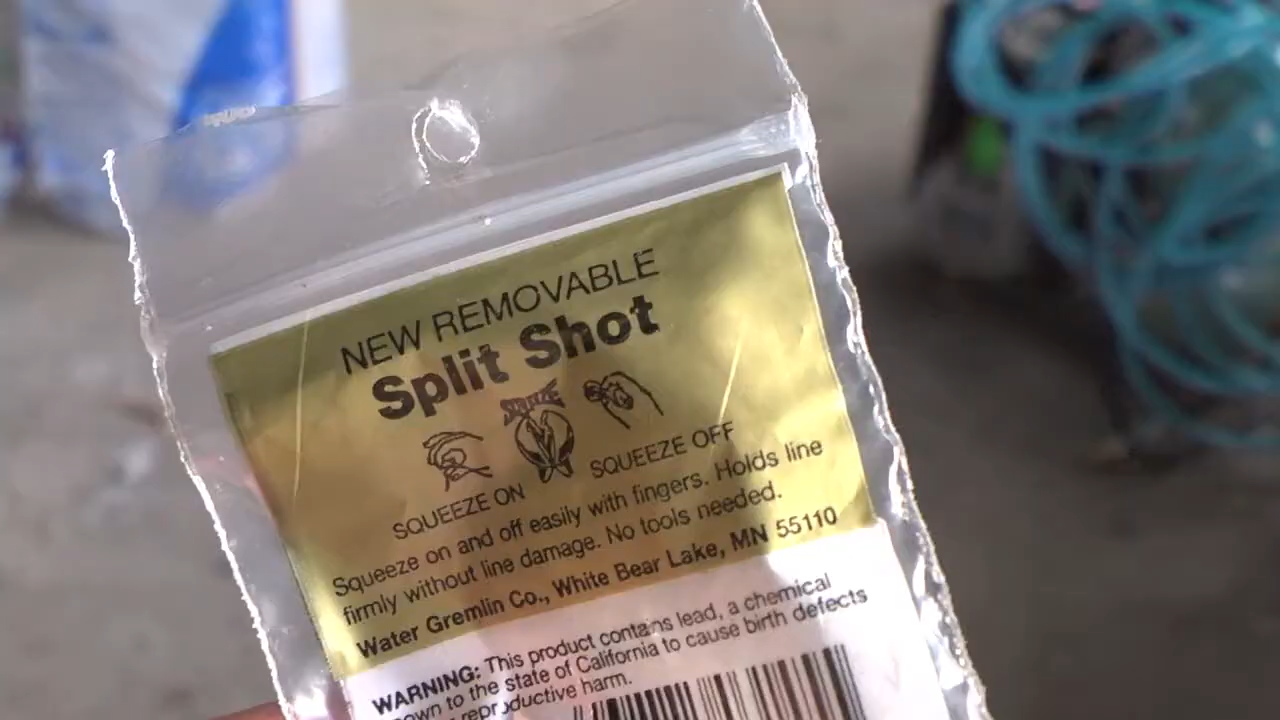 NEW REMOVABLE
Split Shot
SQUEEZE
SQUEEZE ON
SQUEEZE OFF
Squeeze on and off easily with fingers. Holds line
firmly without line damage. No tools needed.
Water Gremlin Co., White Bear Lake, MN 55110
WARNING: This product contains lead, a chemical
own to the state of California to cause birth defects
reproductive harm.